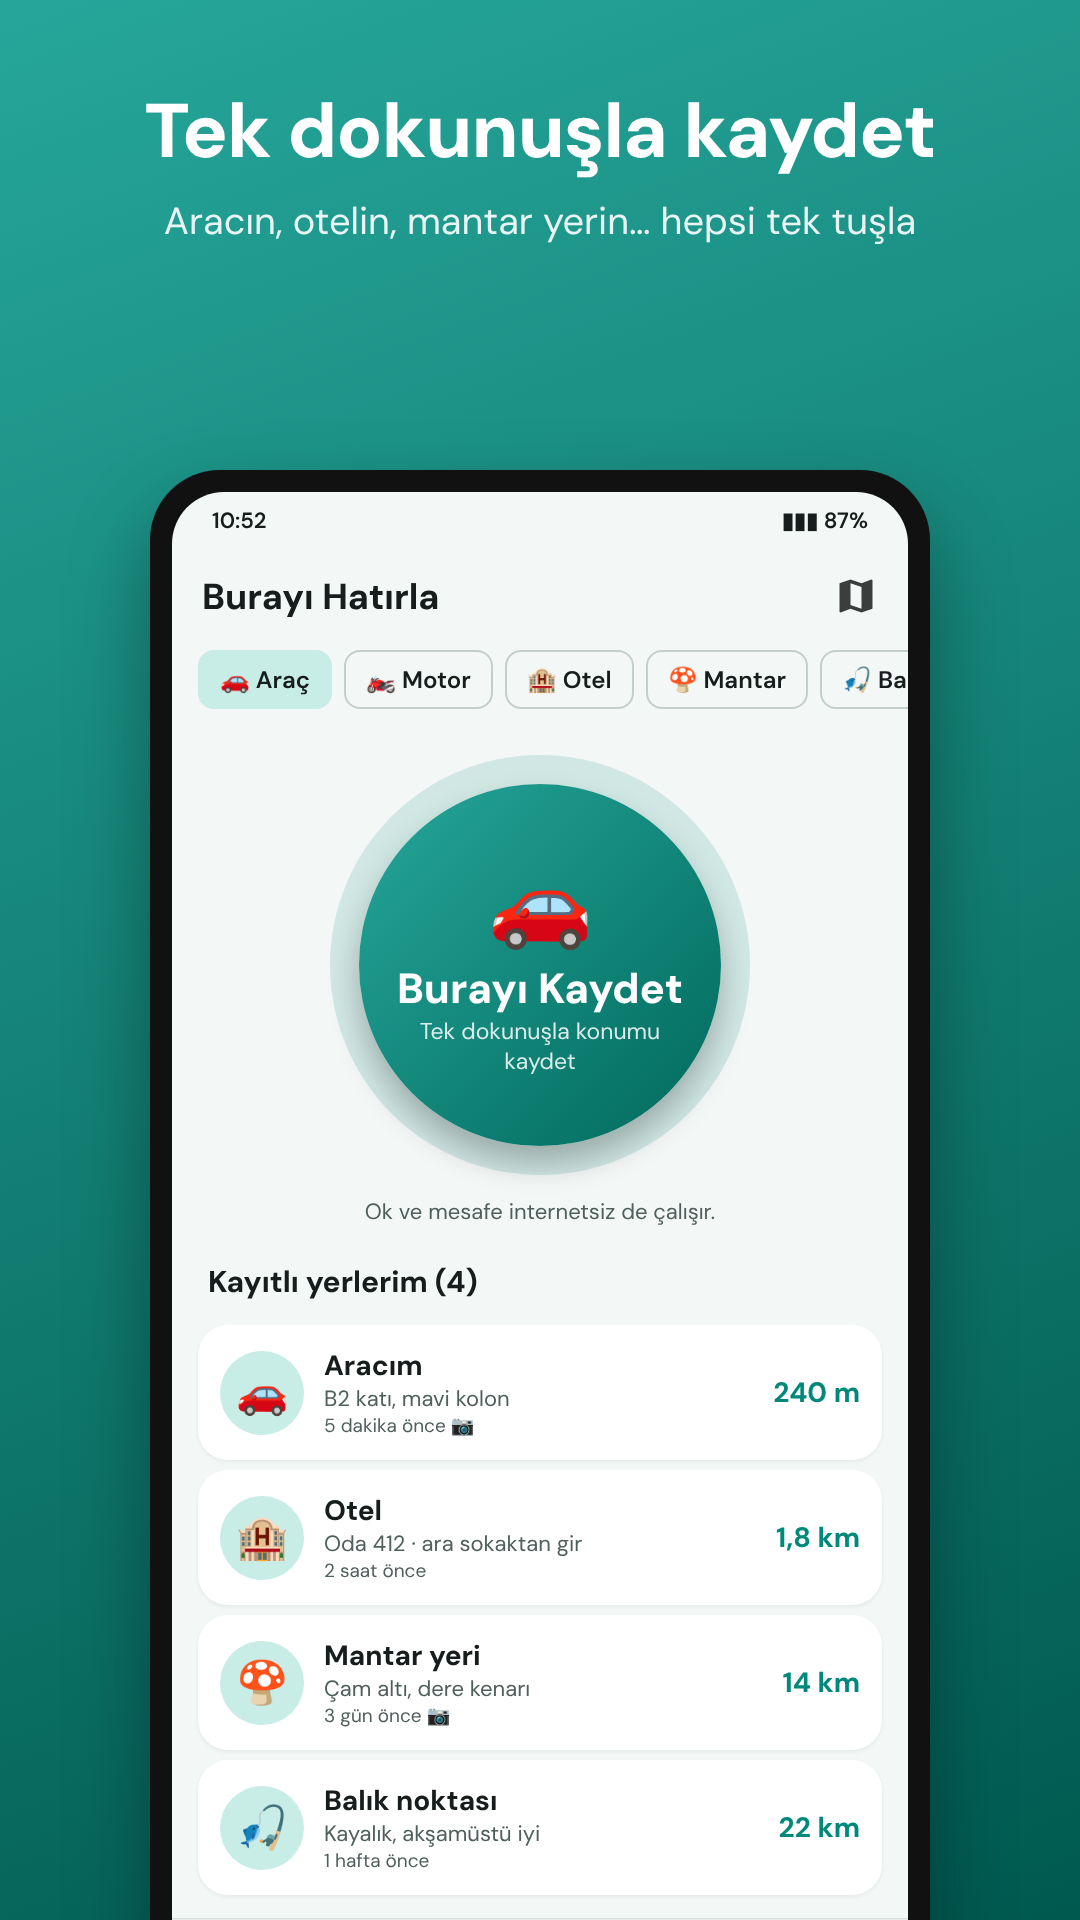 Tek dokunuşla kaydet
Aracın, otelin, mantar yerin... hepsi tek tuşla
10:52
87%
Burayı Hatırla
Araç
Motor
Otel
Mantar
Ba
Burayı Kaydet
Tek dokunuşla konumu
kaydet
Ok ve mesafe internetsiz de çalışır.
Kayıtlı yerlerim (4)
Aracım
B2 katı, mavi kolon
5 dakika önce
240 m
Otel
Oda 412 · ara sokaktan gir
2 saat önce
1,8 km
Mantar yeri
Çam altı, dere kenarı
3 gün önce
14 km
Balık noktası
Kayalık, akşamüstü iyi
1 hafta önce
22 km